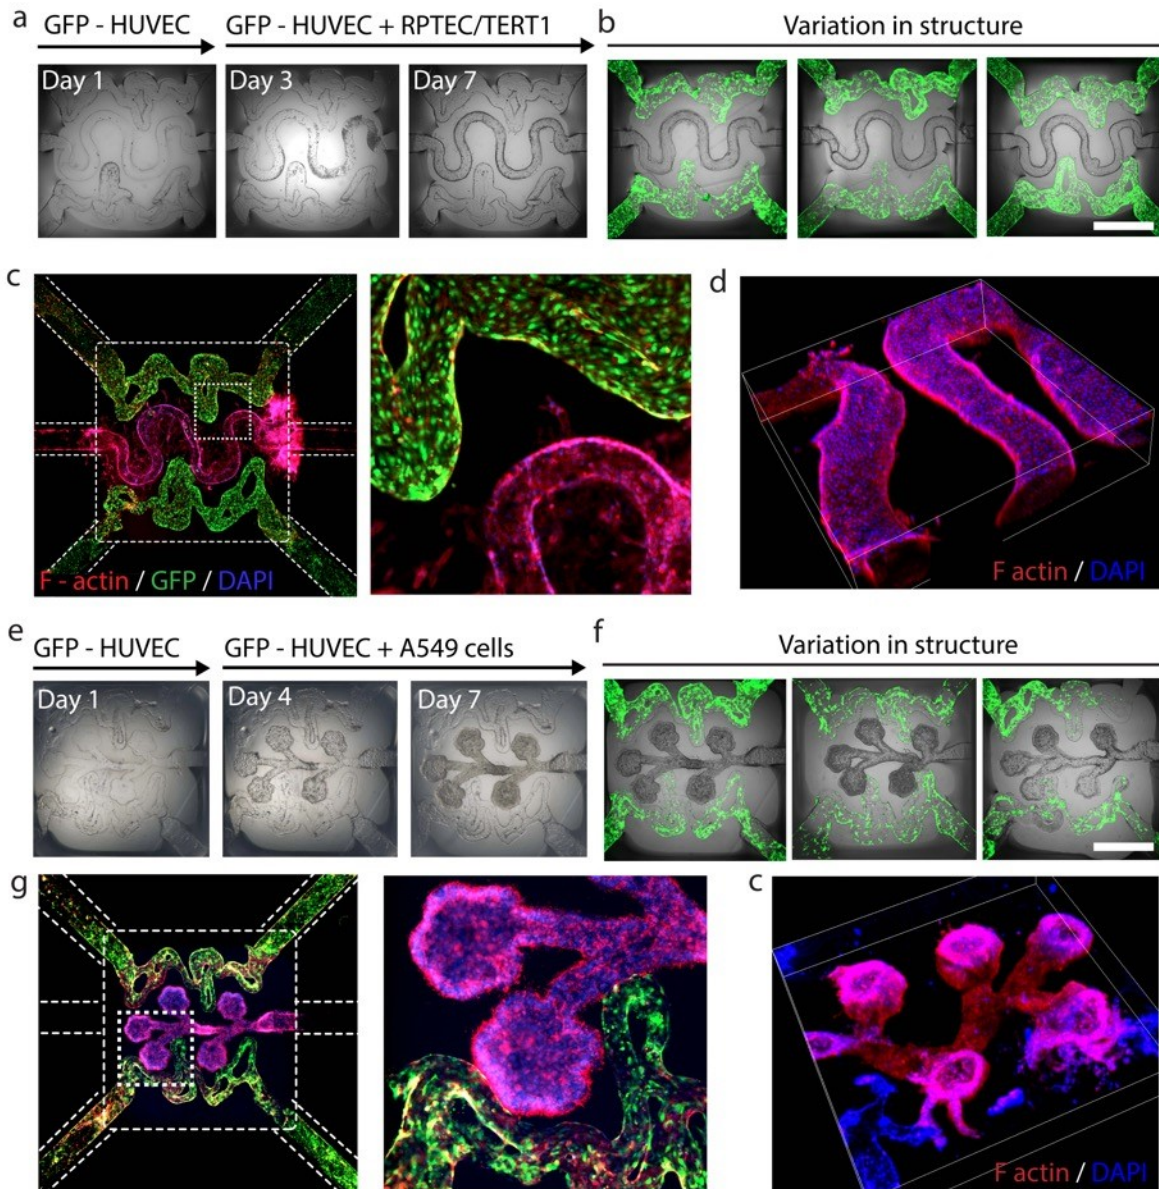 a
GFP - HUVEC
GFP - HUVEC + RPTEC/TERT1
b
Variation in structure
Day 1
Day 3
Day 7
c
F - actin / GFP / DAPI
d
F actin / DAPI
e
GFP - HUVEC
GFP - HUVEC + A549 cells
f
Variation in structure
Day 1
Day 4
Day 7
g
c
F actin / DAPI